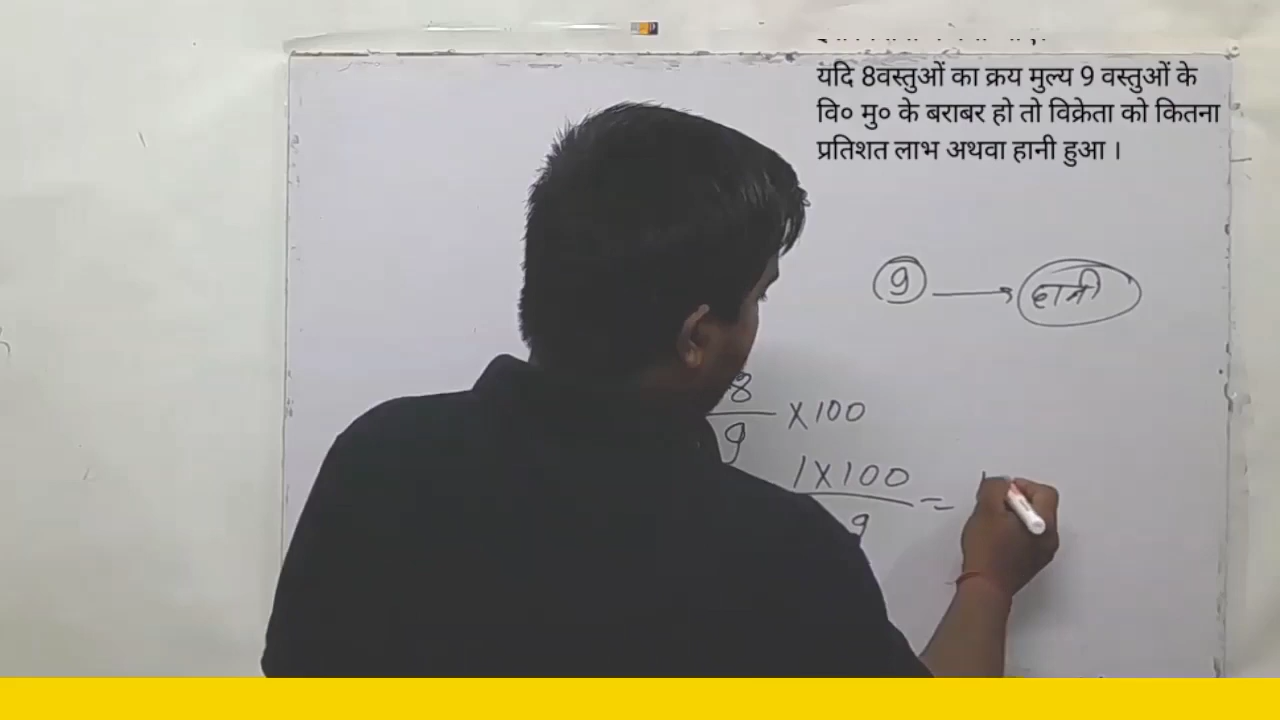 यदि 8वस्तुओं का क्रय मुल्य 9 वस्तुओं के
वि० मु० के बराबर हो तो विक्रेता को कितना
प्रतिशत लाभ अथवा हानी हुआ ।
9 → हानी
8/9 × 100
1×100/9 =